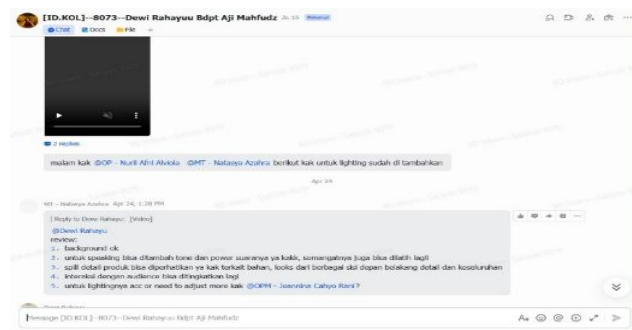 [ID.KOL]--8073--Dewi Rahayuu Bdpt Aji Mahfudz
Chat Docs File
2 replies
malam kak @OP - Nuril Afni Alviola @MT - Natasya Azahra berikut kak untuk lighting sudah di tambahkan
Apr 24
MT - Natasya Azahra Apr 24, 1:28 PM
[Reply to Dewi Rahayu: [Video]
@Dewi Rahayu
review:
1. background ok
2. untuk speaking bisa ditambah tone dan power suaranya ya kakk, semangatnya juga bisa dilatih lagii
3. spill detail produk bisa diperhatikan ya kak terkait bahan, looks dari berbagai sisi depan belakang detail dan keseluruhan
4. interaksi dengan audience bisa ditingkatkan lagi
5. untuk lightingnya acc or need to adjust more kak @OPM - Jeannina Cahyo Rani?
Message [ID.KOL]--8073--Dewi Rahayuu Bdpt Aji Mahfudz